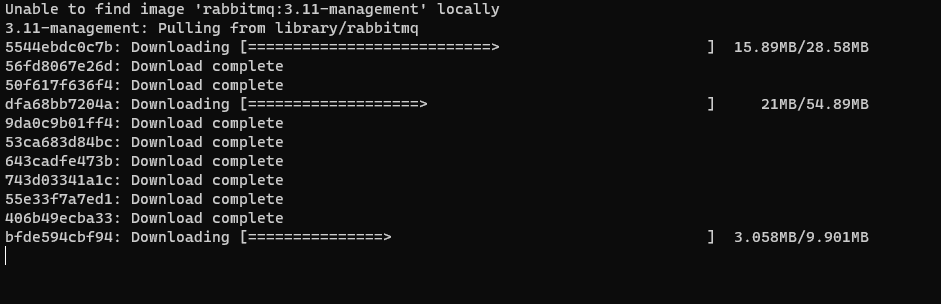 Unable to find image 'rabbitmq:3.11-management' locally
3.11-management: Pulling from library/rabbitmq
5544ebdc0c7b: Downloading [===========================>                       ]  15.89MB/28.58MB
56fd8067e26d: Download complete
50f617f636f4: Download complete
dfa68bb7204a: Downloading [===================>                               ]     21MB/54.89MB
9da0c9b01ff4: Download complete
53ca683d84bc: Download complete
643cadfe473b: Download complete
743d03341a1c: Download complete
55e33f7a7ed1: Download complete
406b49ecba33: Download complete
bfde594cbf94: Downloading [===============>                                   ]  3.058MB/9.901MB